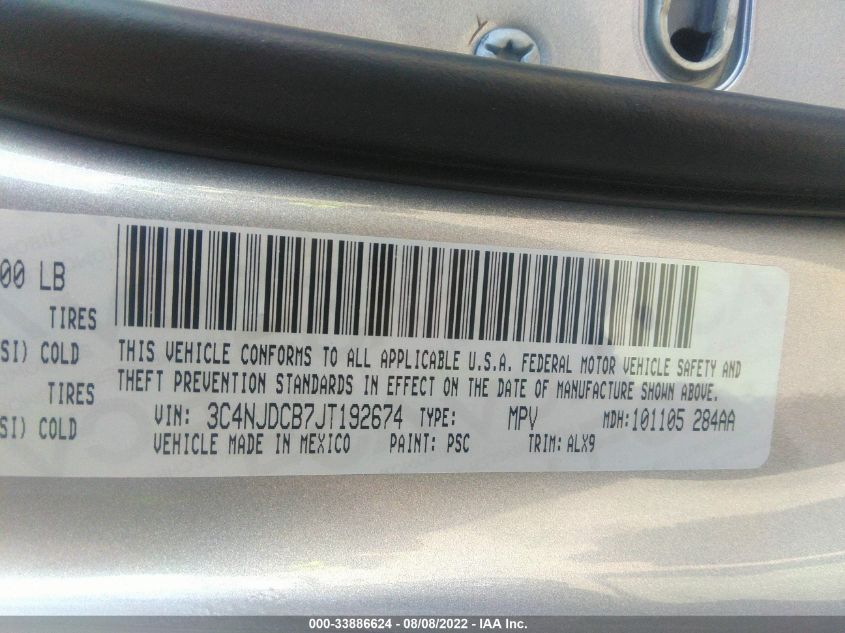 00 LB
TIRES
SI) COLD
TIRES
SI) COLD
THIS VEHICLE CONFORMS TO ALL APPLICABLE U.S.A. FEDERAL MOTOR VEHICLE SAFETY AND
THEFT PREVENTION STANDARDS IN EFFECT ON THE DATE OF MANUFACTURE SHOWN ABOVE.
VIN: 3C4NJDCB7JT192674 TYPE: MPV MDH:101105 284AA
VEHICLE MADE IN MEXICO PAINT: PSC TRIM: ALX9
000-33886624 - 08/08/2022 - IAA Inc.